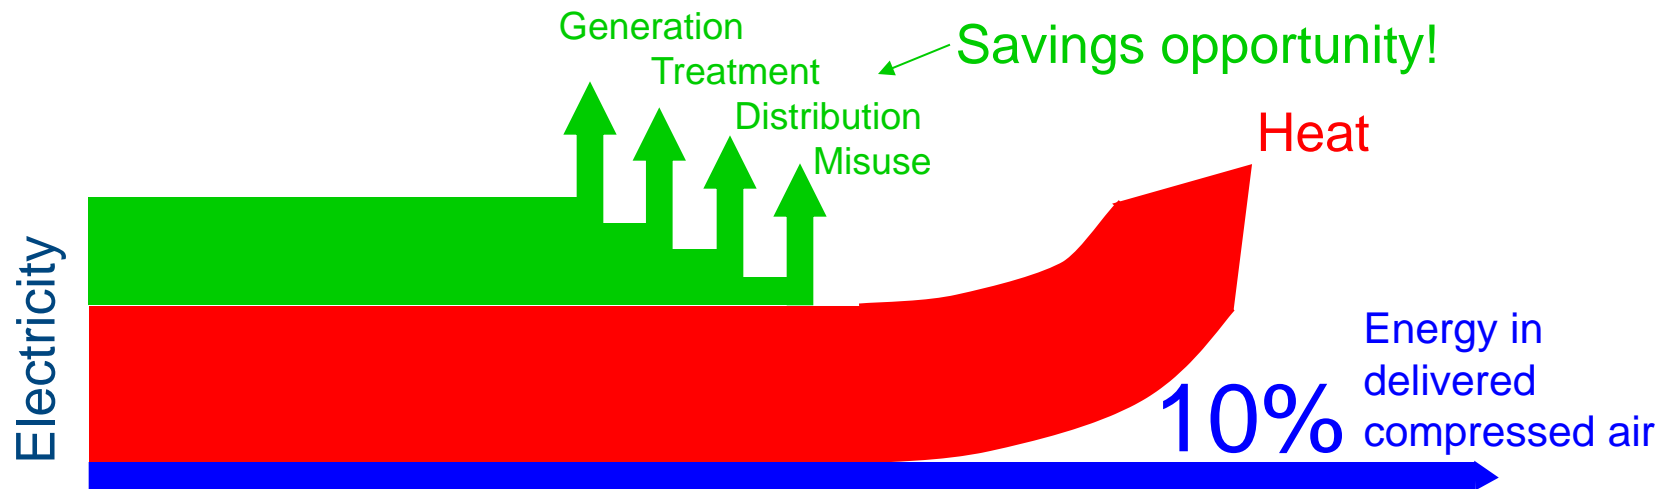 Generation
Treatment
Distribution
Misuse
Savings opportunity!
Heat
Electricity
10%
Energy in
delivered
compressed air